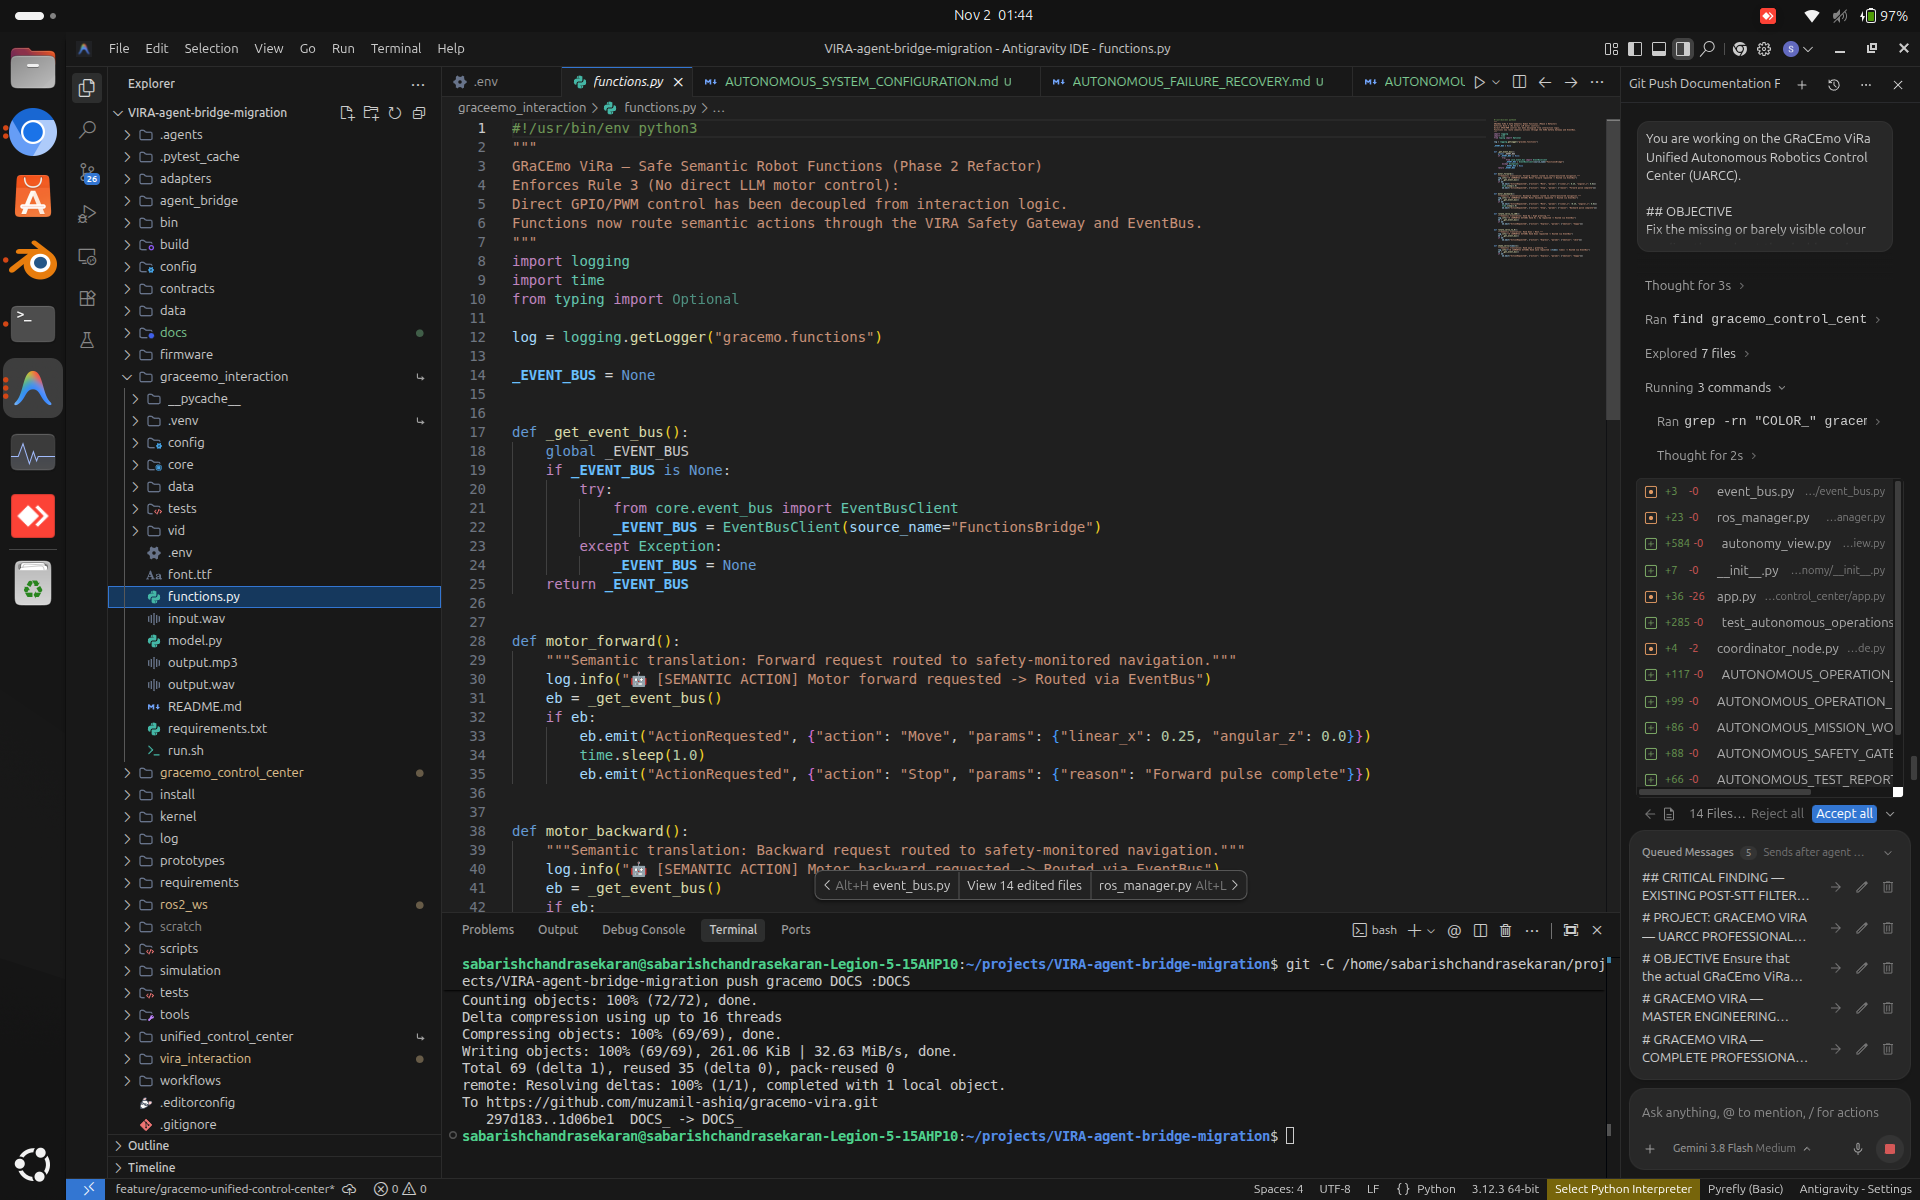 Nov 2 01:44
97%
File Edit Selection View Go Run Terminal Help
VIRA-agent-bridge-migration - Antigravity IDE - functions.py
S
Explorer
VIRA-agent-bridge-migration
.agents
.pytest_cache
adapters
agent_bridge
bin
build
config
contracts
data
docs
firmware
graceemo_interaction
__pycache__
.venv
config
core
data
tests
vid
.env
font.ttf
functions.py
input.wav
model.py
output.mp3
output.wav
README.md
requirements.txt
run.sh
gracemo_control_center
install
kernel
log
prototypes
requirements
ros2_ws
scratch
scripts
simulation
tests
tools
unified_control_center
vira_interaction
workflows
.editorconfig
.gitignore
Outline
Timeline
26
.env
functions.py
AUTONOMOUS_SYSTEM_CONFIGURATION.md U
AUTONOMOUS_FAILURE_RECOVERY.md U
AUTONOMOU
graceemo_interaction > functions.py > ...
1 #!/usr/bin/env python3
2 """
3 GRaCEmo ViRa — Safe Semantic Robot Functions (Phase 2 Refactor)
4 Enforces Rule 3 (No direct LLM motor control):
5 Direct GPIO/PWM control has been decoupled from interaction logic.
6 Functions now route semantic actions through the VIRA Safety Gateway and EventBus.
7 """
8 import logging
9 import time
10 from typing import Optional
11
12 log = logging.getLogger("gracemo.functions")
13
14 _EVENT_BUS = None
15
16
17 def _get_event_bus():
18 global _EVENT_BUS
19 if _EVENT_BUS is None:
20 try:
21 from core.event_bus import EventBusClient
22 _EVENT_BUS = EventBusClient(source_name="FunctionsBridge")
23 except Exception:
24 _EVENT_BUS = None
25 return _EVENT_BUS
26
27
28 def motor_forward():
29 """Semantic translation: Forward request routed to safety-monitored navigation."""
30 log.info("🤖 [SEMANTIC ACTION] Motor forward requested -> Routed via EventBus")
31 eb = _get_event_bus()
32 if eb:
33 eb.emit("ActionRequested", {"action": "Move", "params": {"linear_x": 0.25, "angular_z": 0.0}})
34 time.sleep(1.0)
35 eb.emit("ActionRequested", {"action": "Stop", "params": {"reason": "Forward pulse complete"}})
36
37
38 def motor_backward():
39 """Semantic translation: Backward request routed to safety-monitored navigation."""
40 log.info("🤖 [SEMANTIC ACTION] Motor backward requested -> Routed via EventBus")
41 eb = _get_event_bus()
42 if eb:
Alt+H event_bus.py View 14 edited files ros_manager.py Alt+L
Problems Output Debug Console Terminal Ports
bash
sabarishchandrasekaran@sabarishchandrasekaran-Legion-5-15AHP10:~/projects/VIRA-agent-bridge-migration$ git -C /home/sabarishchandrasekaran/proj
ects/VIRA-agent-bridge-migration push gracemo DOCS :DOCS
Counting objects: 100% (72/72), done.
Delta compression using up to 16 threads
Compressing objects: 100% (69/69), done.
Writing objects: 100% (69/69), 261.06 KiB | 32.63 MiB/s, done.
Total 69 (delta 1), reused 35 (delta 0), pack-reused 0
remote: Resolving deltas: 100% (1/1), completed with 1 local object.
To https://github.com/muzamil-ashiq/gracemo-vira.git
297d183..1d06be1 DOCS_ -> DOCS_
sabarishchandrasekaran@sabarishchandrasekaran-Legion-5-15AHP10:~/projects/VIRA-agent-bridge-migration$
Git Push Documentation F
You are working on the GRaCEmo ViRa
Unified Autonomous Robotics Control
Center (UARCC).
## OBJECTIVE
Fix the missing or barely visible colour
Thought for 3s
Ran find gracemo_control_cent
Explored 7 files
Running 3 commands
Ran grep -rn "COLOR_" gracer
Thought for 2s
+3 -0 event_bus.py .../event_bus.py
+23 -0 ros_manager.py ...anager.py
+584 -0 autonomy_view.py ...iew.py
+7 -0 __init__.py ...nomy/__init__.py
+36 -26 app.py ...control_center/app.py
+285 -0 test_autonomous_operations
+4 -2 coordinator_node.py ...de.py
+117 -0 AUTONOMOUS_OPERATION_
+99 -0 AUTONOMOUS_OPERATION_
+86 -0 AUTONOMOUS_MISSION_WO
+88 -0 AUTONOMOUS_SAFETY_GATE
+66 -0 AUTONOMOUS_TEST_REPORT
14 Files... Reject all Accept all
Queued Messages 5 Sends after agent ...
## CRITICAL FINDING —
EXISTING POST-STT FILTER...
# PROJECT: GRACEMO VIRA
— UARCC PROFESSIONAL...
# OBJECTIVE Ensure that
the actual GRaCEmo ViRa...
# GRACEMO VIRA —
MASTER ENGINEERING...
# GRACEMO VIRA —
COMPLETE PROFESSIONA...
Ask anything, @ to mention, / for actions
Gemini 3.8 Flash Medium
feature/gracemo-unified-control-center* 0 0
Spaces: 4 UTF-8 LF {} Python 3.12.3 64-bit Select Python Interpreter Pyrefly (Basic) Antigravity - Settings